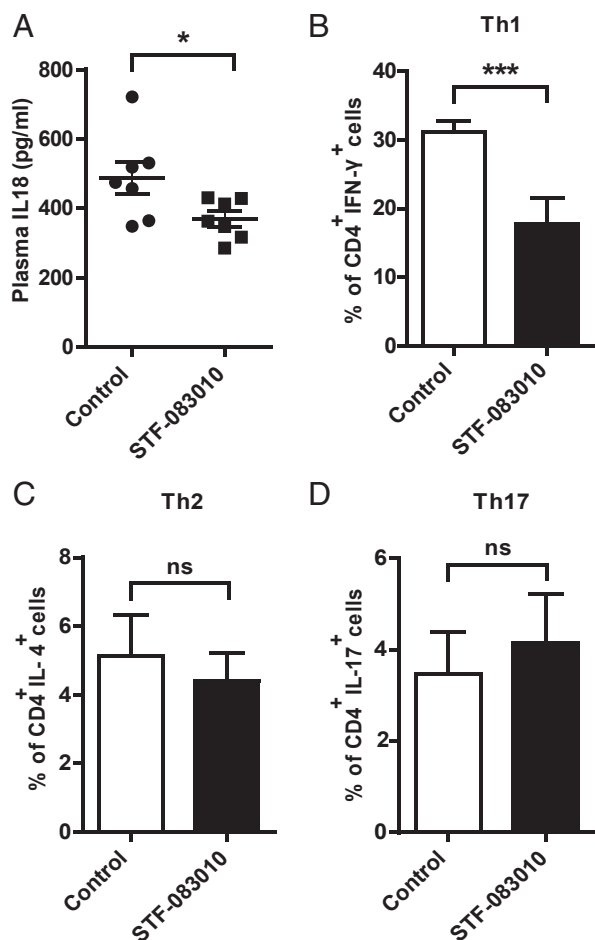 A
*
Plasma IL18 (pg/ml)
800
600
400
200
0
Control
STF-083010
B
Th1
***
% of CD4+ IFN-γ+ cells
40
30
20
10
0
Control
STF-083010
C
Th2
ns
% of CD4+ IL-4+ cells
8
6
4
2
0
Control
STF-083010
D
Th17
ns
% of CD4+ IL-17+ cells
6
4
2
0
Control
STF-083010